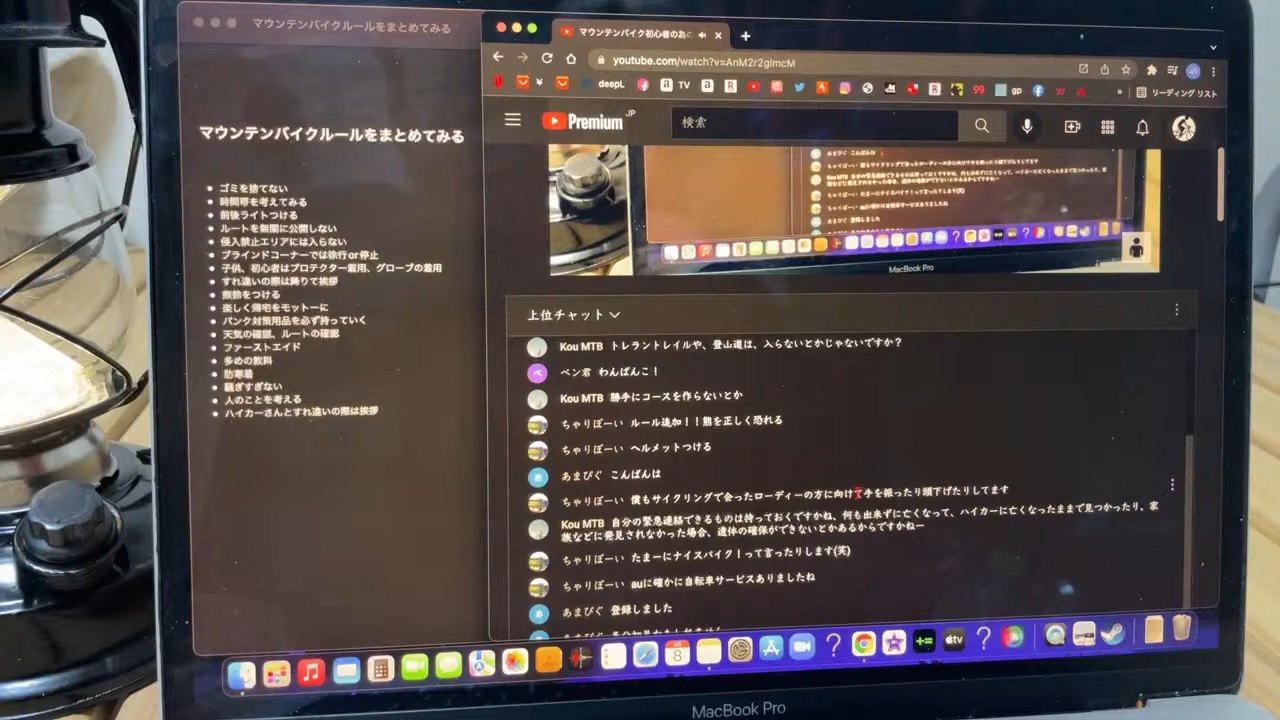 マウンテンバイクルールをまとめてみる
マウンテンバイクルールをまとめてみる
ゴミを捨てない
時間帯を考えてみる
前後ライトつける
ルートを無闇に公開しない
侵入禁止エリアには入らない
ブラインドコーナーでは徐行or停止
子供、初心者はプロテクター着用、グローブの着用
すれ違いの際は降りて挨拶
熊鈴をつける
楽しく帰宅をモットーに
パンク対策用品を必ず持っていく
天気の確認、ルートの確認
ファーストエイド
多めの飲料
防寒着
騒ぎすぎない
人のことを考える
ハイカーさんとすれ違いの際は挨拶
マウンテンバイク初心者の為の
youtube.com/watch?v=AnM2r2glmcM
deepL TV gp リーディングリスト
Premium JP
検索
MacBook Pro
上位チャット
Kou MTB トレラントレイルや、登山道は、入らないとかじゃないですか？
ベン君 わんばんこ！
Kou MTB 勝手にコースを作らないとか
ちゃりぼーい ルール追加！！熊を正しく恐れる
ちゃりぼーい ヘルメットつける
あまぴぐ こんばんは
ちゃりぼーい 僕もサイクリングで会ったローディーの方に向けて手を振ったり頭下げたりしてます
Kou MTB 自分の緊急連絡できるものは持っておくですかね、何も出来ずに亡くなって、ハイカーに亡くなったままで見つかったり、家
族などに発見されなかった場合、遺体の確保ができないとかあるからですかねー
ちゃりぼーい たまーにナイスバイク！って言ったりします(笑)
ちゃりぼーい auに確かに自転車サービスありましたね
あまぴぐ 登録しました
MacBook Pro